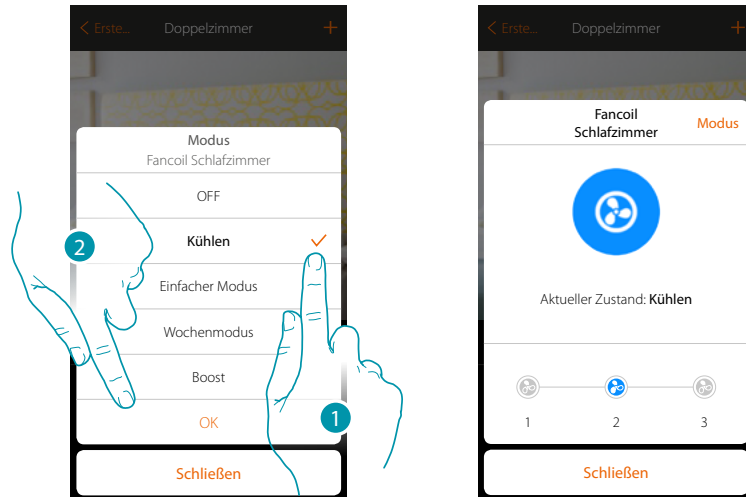 Erste...
Doppelzimmer
Modus
Fancoil Schlafzimmer
OFF
Kühlen
2
Einfacher Modus
Wochenmodus
Boost
OK
1
Schließen
Erste...
Doppelzimmer
Fancoil
Schlafzimmer
Modus
Aktueller Zustand: Kühlen
1 2 3
Schließen